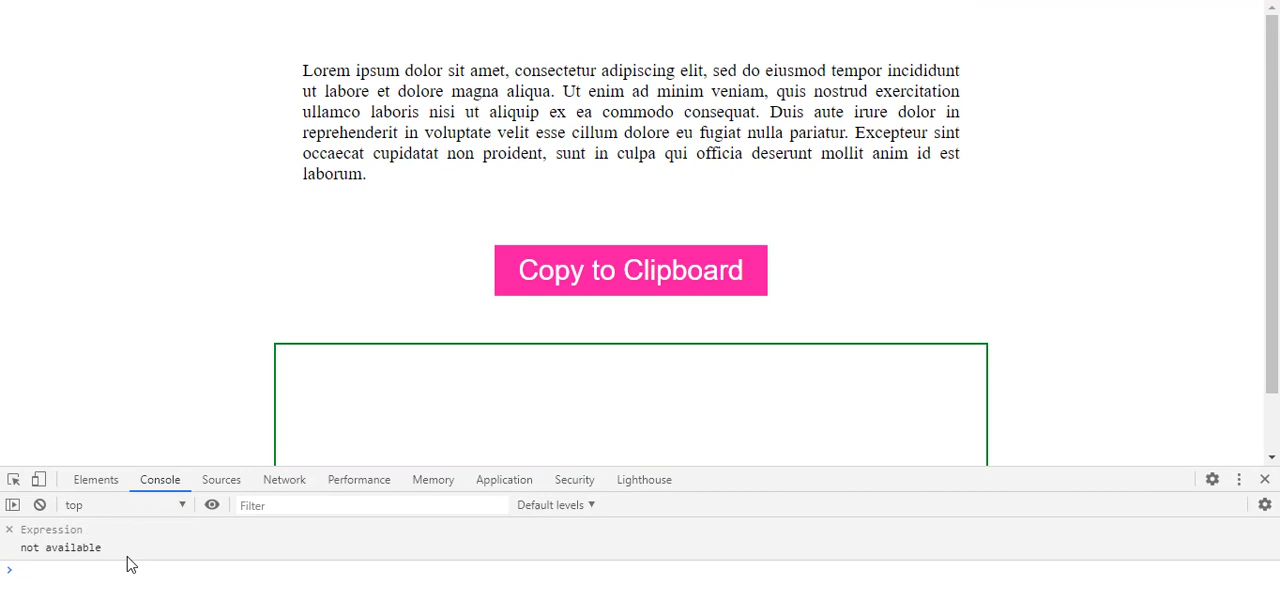 Lorem ipsum dolor sit amet, consectetur adipiscing elit, sed do eiusmod tempor incididunt
ut labore et dolore magna aliqua. Ut enim ad minim veniam, quis nostrud exercitation
ullamco laboris nisi ut aliquip ex ea commodo consequat. Duis aute irure dolor in
reprehenderit in voluptate velit esse cillum dolore eu fugiat nulla pariatur. Excepteur sint
occaecat cupidatat non proident, sunt in culpa qui officia deserunt mollit anim id est
laborum.
Copy to Clipboard
Elements Console Sources Network Performance Memory Application Security Lighthouse
top Filter Default levels
Expression
not available